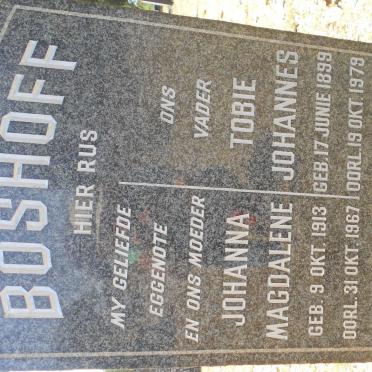 BOSHOFF
HIER RUS
MY GELIEFDE
EGGENOTE
EN ONS MOEDER
JOHANNA
MAGDALENE
GEB. 9 OKT. 1913
OORL. 31 OKT. 1967
ONS
VADER
TOBIE
JOHANNES
GEB. 17 JUNIE 1899
OORL. 19 OKT. 1979